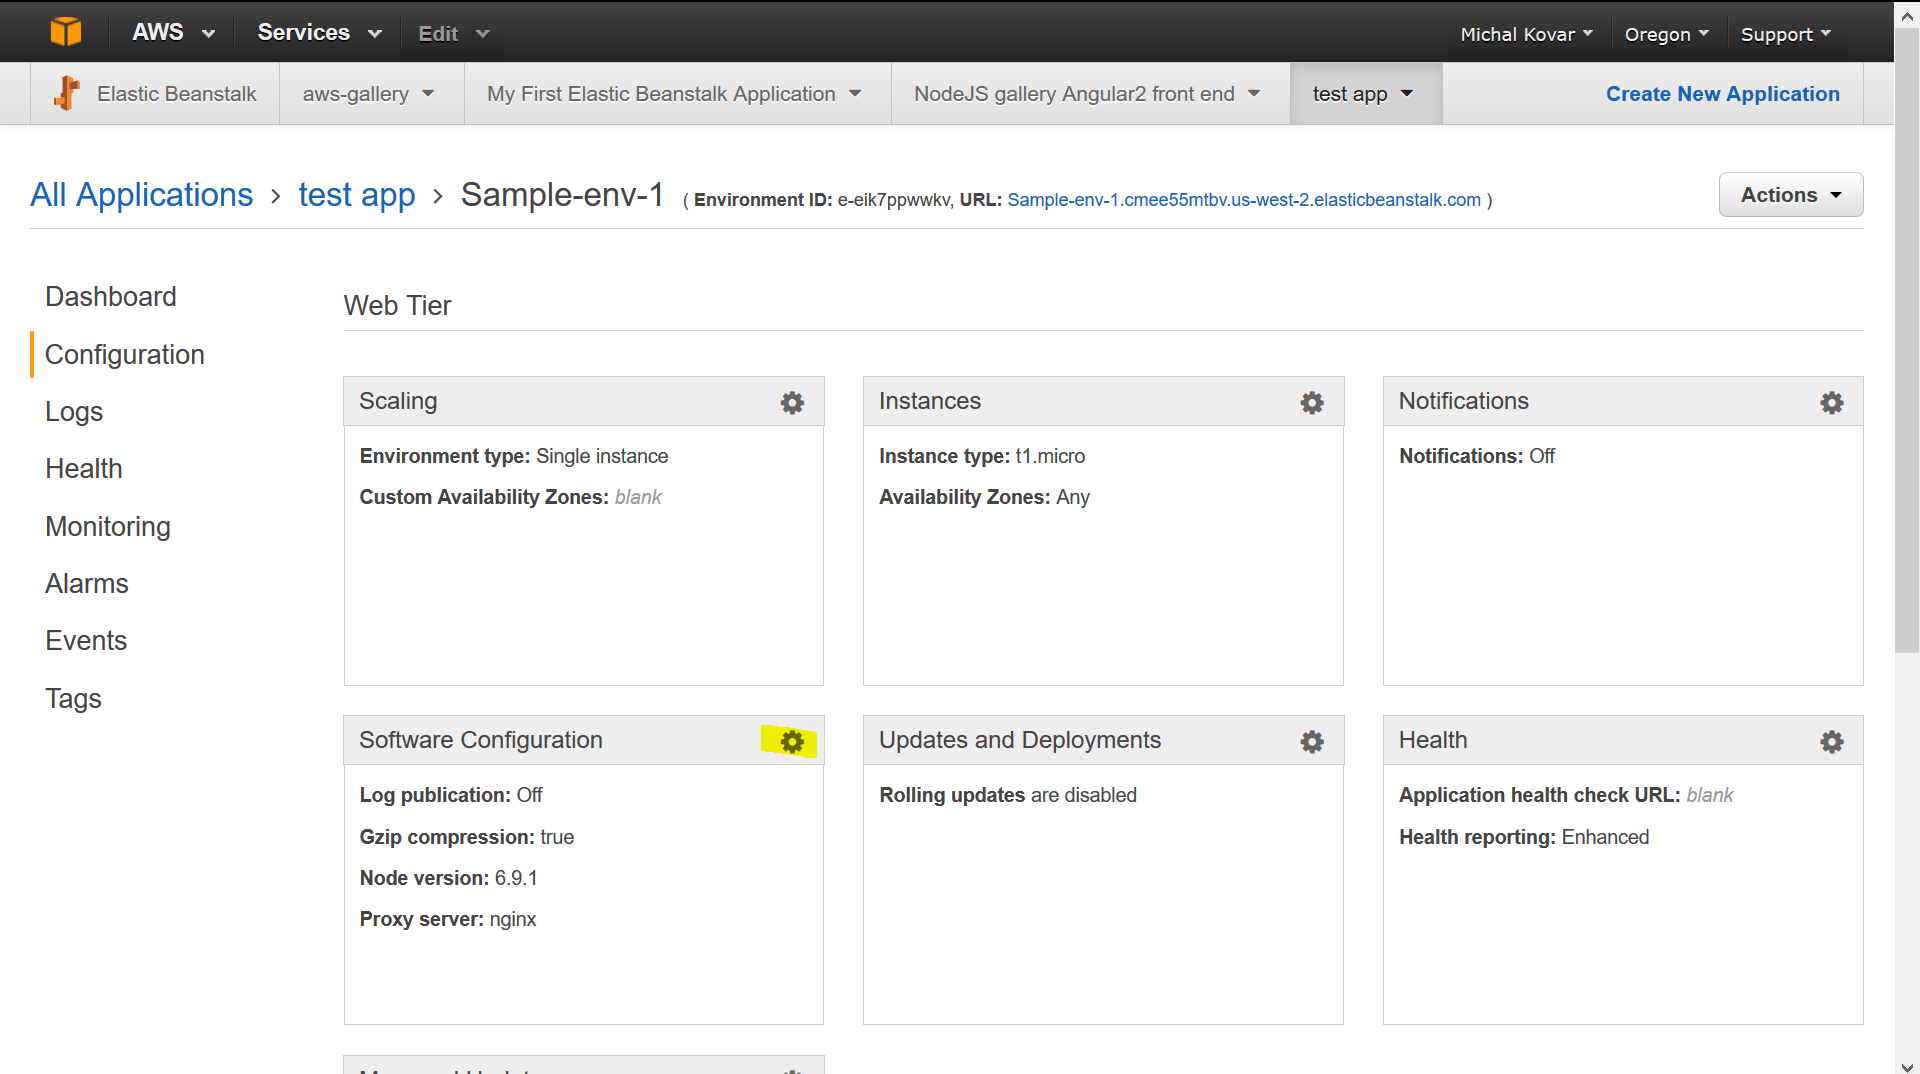 AWS Services Edit Michal Kovar Oregon Support
Elastic Beanstalk aws-gallery My First Elastic Beanstalk Application NodeJS gallery Angular2 front end test app Create New Application
All Applications > test app > Sample-env-1 ( Environment ID: e-eik7ppwwkv, URL: Sample-env-1.cmee55mtbv.us-west-2.elasticbeanstalk.com ) Actions
Dashboard
Configuration
Logs
Health
Monitoring
Alarms
Events
Tags
Web Tier
Scaling
Environment type: Single instance
Custom Availability Zones: blank
Instances
Instance type: t1.micro
Availability Zones: Any
Notifications
Notifications: Off
Software Configuration
Log publication: Off
Gzip compression: true
Node version: 6.9.1
Proxy server: nginx
Updates and Deployments
Rolling updates are disabled
Health
Application health check URL: blank
Health reporting: Enhanced